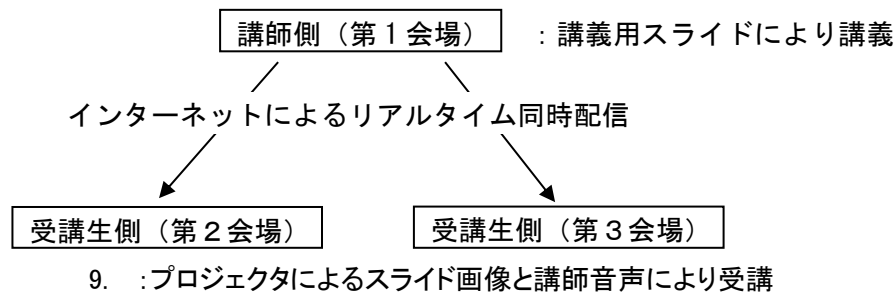 講師側（第１会場） ：講義用スライドにより講義
インターネットによるリアルタイム同時配信
受講生側（第２会場） 受講生側（第３会場）
9. ：プロジェクタによるスライド画像と講師音声により受講